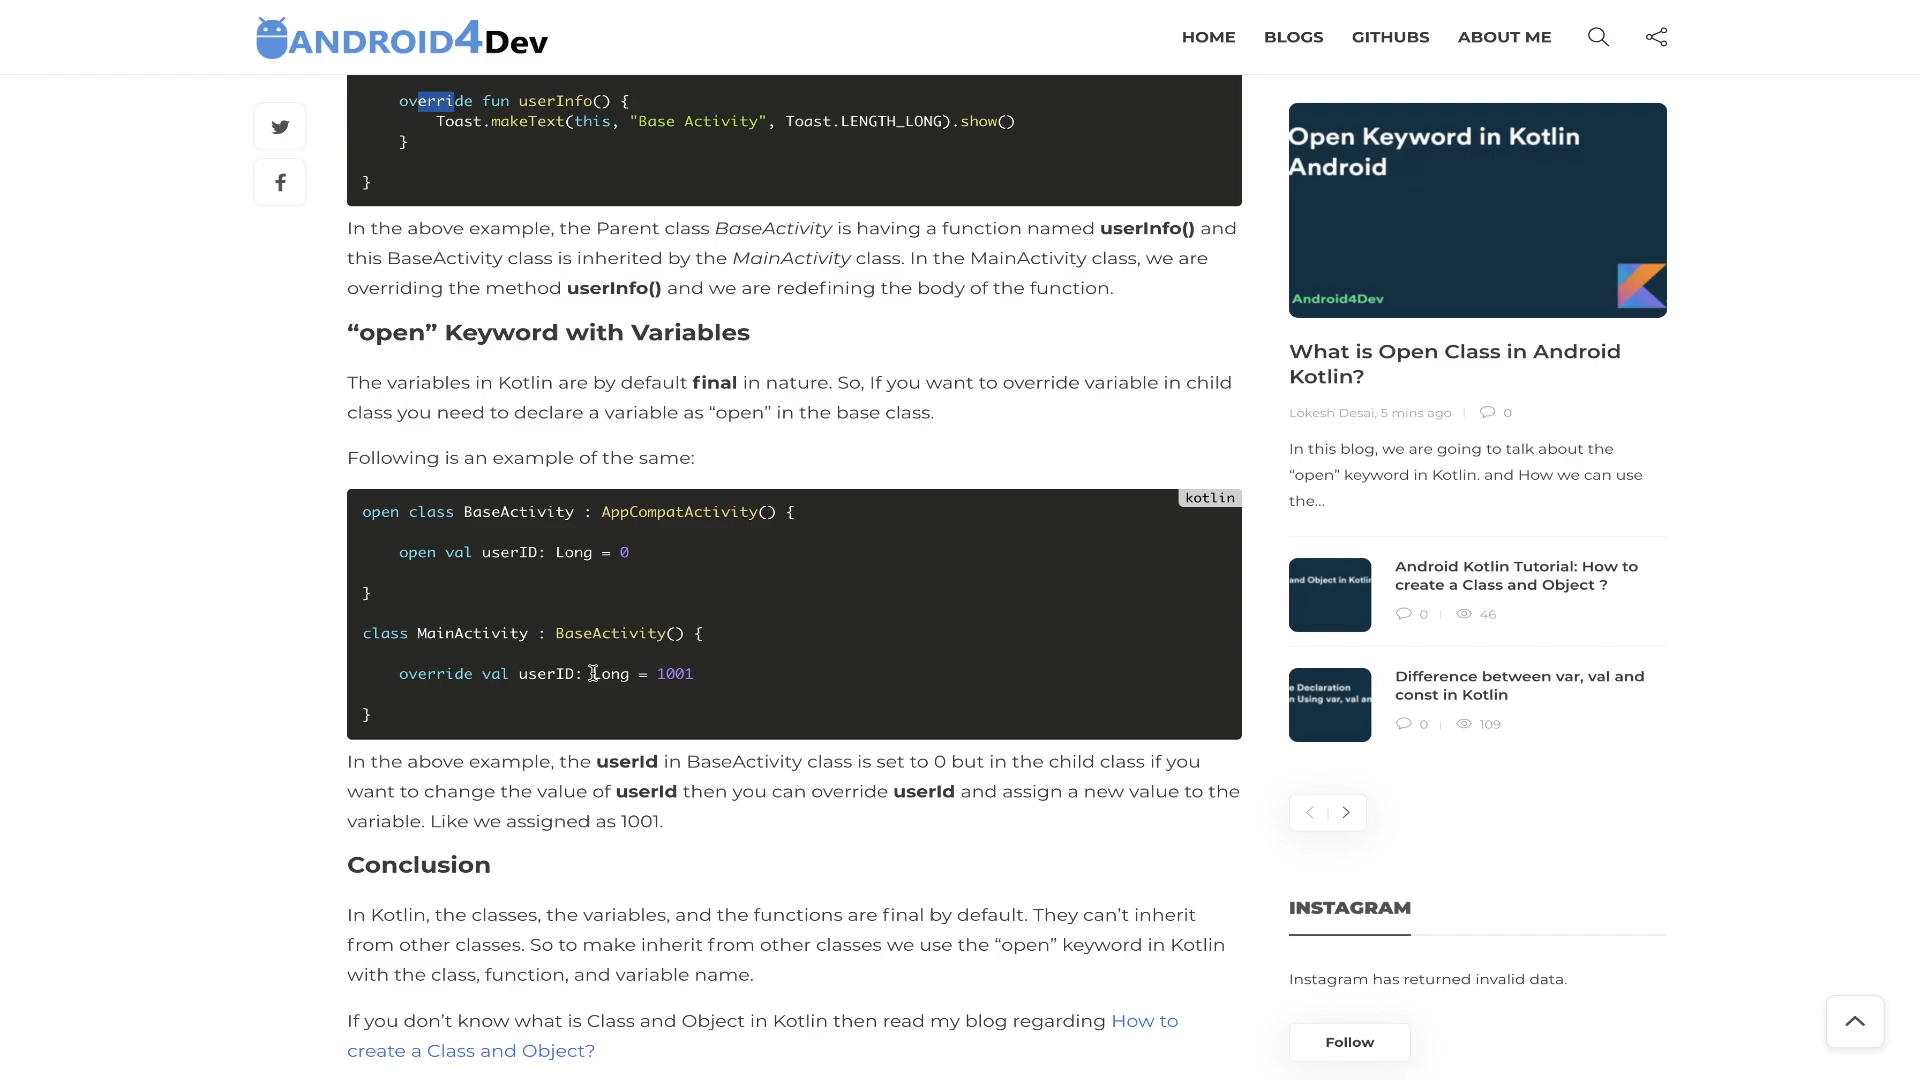 ANDROID4Dev
HOME BLOGS GITHUBS ABOUT ME
override fun userInfo() {
Toast.makeText(this, "Base Activity", Toast.LENGTH_LONG).show()
}
}
In the above example, the Parent class BaseActivity is having a function named userInfo() and
this BaseActivity class is inherited by the MainActivity class. In the MainActivity class, we are
overriding the method userInfo() and we are redefining the body of the function.
“open” Keyword with Variables
The variables in Kotlin are by default final in nature. So, If you want to override variable in child
class you need to declare a variable as “open” in the base class.
Following is an example of the same:
kotlin
open class BaseActivity : AppCompatActivity() {
open val userID: Long = 0
}
class MainActivity : BaseActivity() {
override val userID: Long = 1001
}
In the above example, the userId in BaseActivity class is set to 0 but in the child class if you
want to change the value of userId then you can override userId and assign a new value to the
variable. Like we assigned as 1001.
Conclusion
In Kotlin, the classes, the variables, and the functions are final by default. They can’t inherit
from other classes. So to make inherit from other classes we use the “open” keyword in Kotlin
with the class, function, and variable name.
If you don’t know what is Class and Object in Kotlin then read my blog regarding How to
create a Class and Object?
Open Keyword in Kotlin
Android
Android4Dev
What is Open Class in Android
Kotlin?
Lokesh Desai, 5 mins ago 0
In this blog, we are going to talk about the
“open” keyword in Kotlin. and How we can use
the...
and Object in Kotlin
Android Kotlin Tutorial: How to
create a Class and Object ?
0 46
e Declaration
n Using var, val an
Difference between var, val and
const in Kotlin
0 109
INSTAGRAM
Instagram has returned invalid data.
Follow